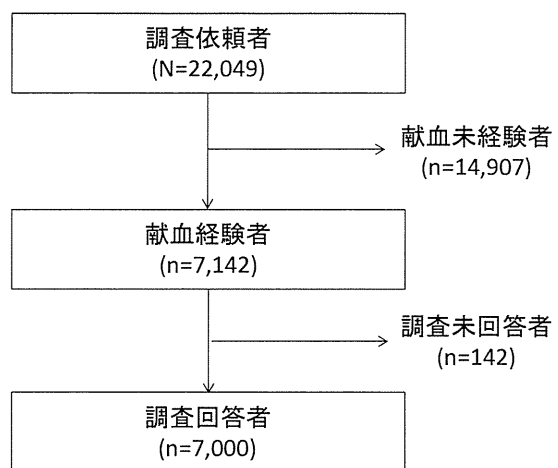 調査依頼者
(N=22,049)
献血未経験者
(n=14,907)
献血経験者
(n=7,142)
調査未回答者
(n=142)
調査回答者
(n=7,000)